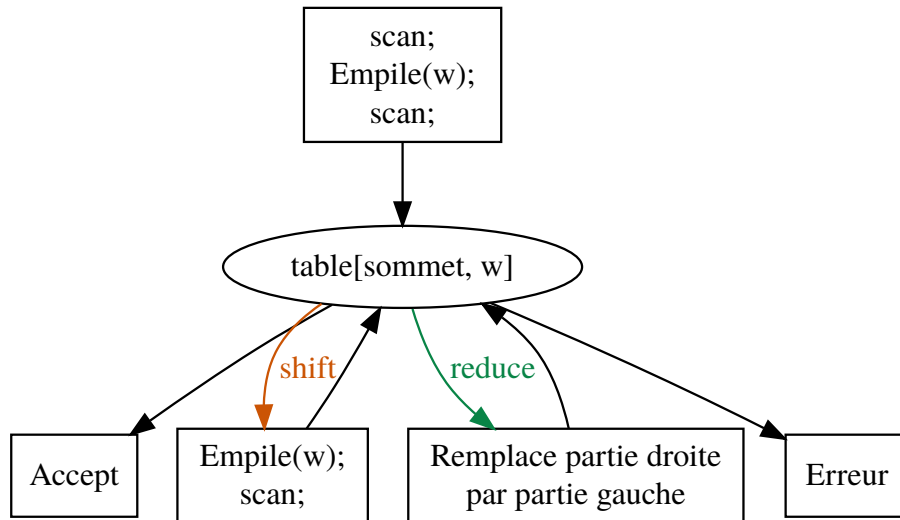 scan;
Empile(w);
scan;
table[sommet, w]
shift
reduce
Accept
Empile(w);
scan;
Remplace partie droite
par partie gauche
Erreur